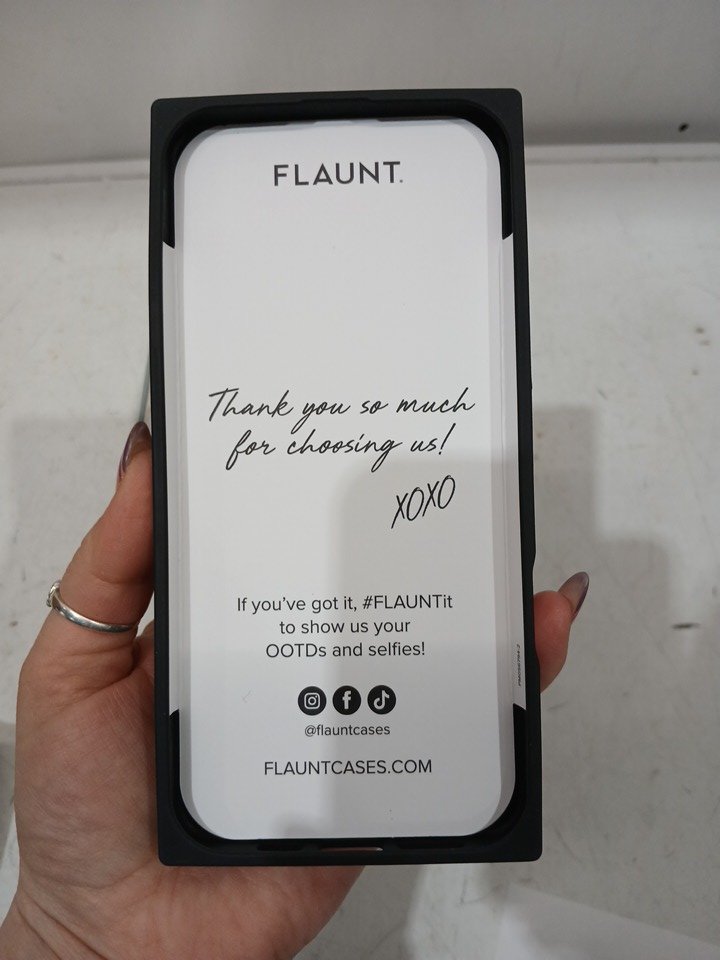 FLAUNT.
Thank you so much
for choosing us!
XOXO
If you've got it, #FLAUNTit
to show us your
OOTDs and selfies!
@flauntcases
FLAUNTCASES.COM